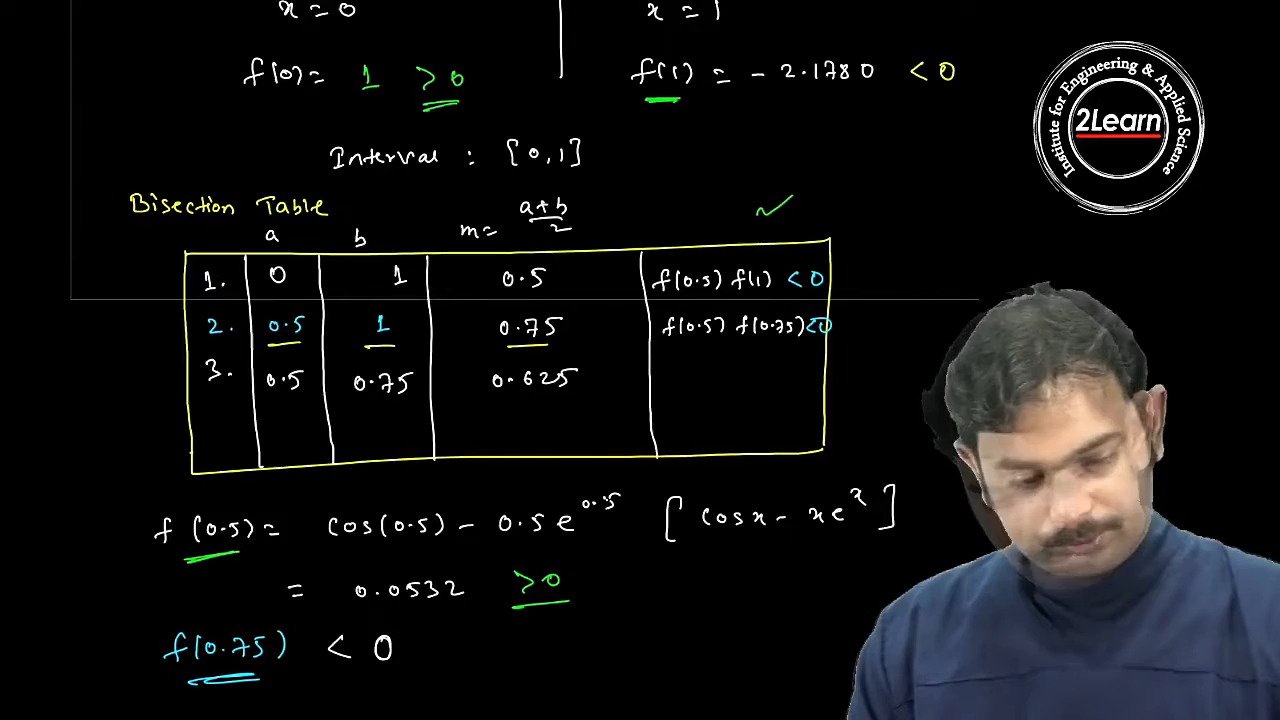 x = 0
x = 1
f(0) = 1 > 0
f(1) = - 2.1780 < 0
Institute for Engineering & Applied Science
2Learn
Interval : [0,1]
Bisection Table
a b m= a+b/2
1. 0 1 0.5 f(0.5) f(1) < 0
2. 0.5 1 0.75 f(0.5) f(0.75) < 0
3. 0.5 0.75 0.625
f (0.5) = cos(0.5) - 0.5 e^0.5 [cosx - xe^x]
= 0.0532 > 0
f(0.75) < 0